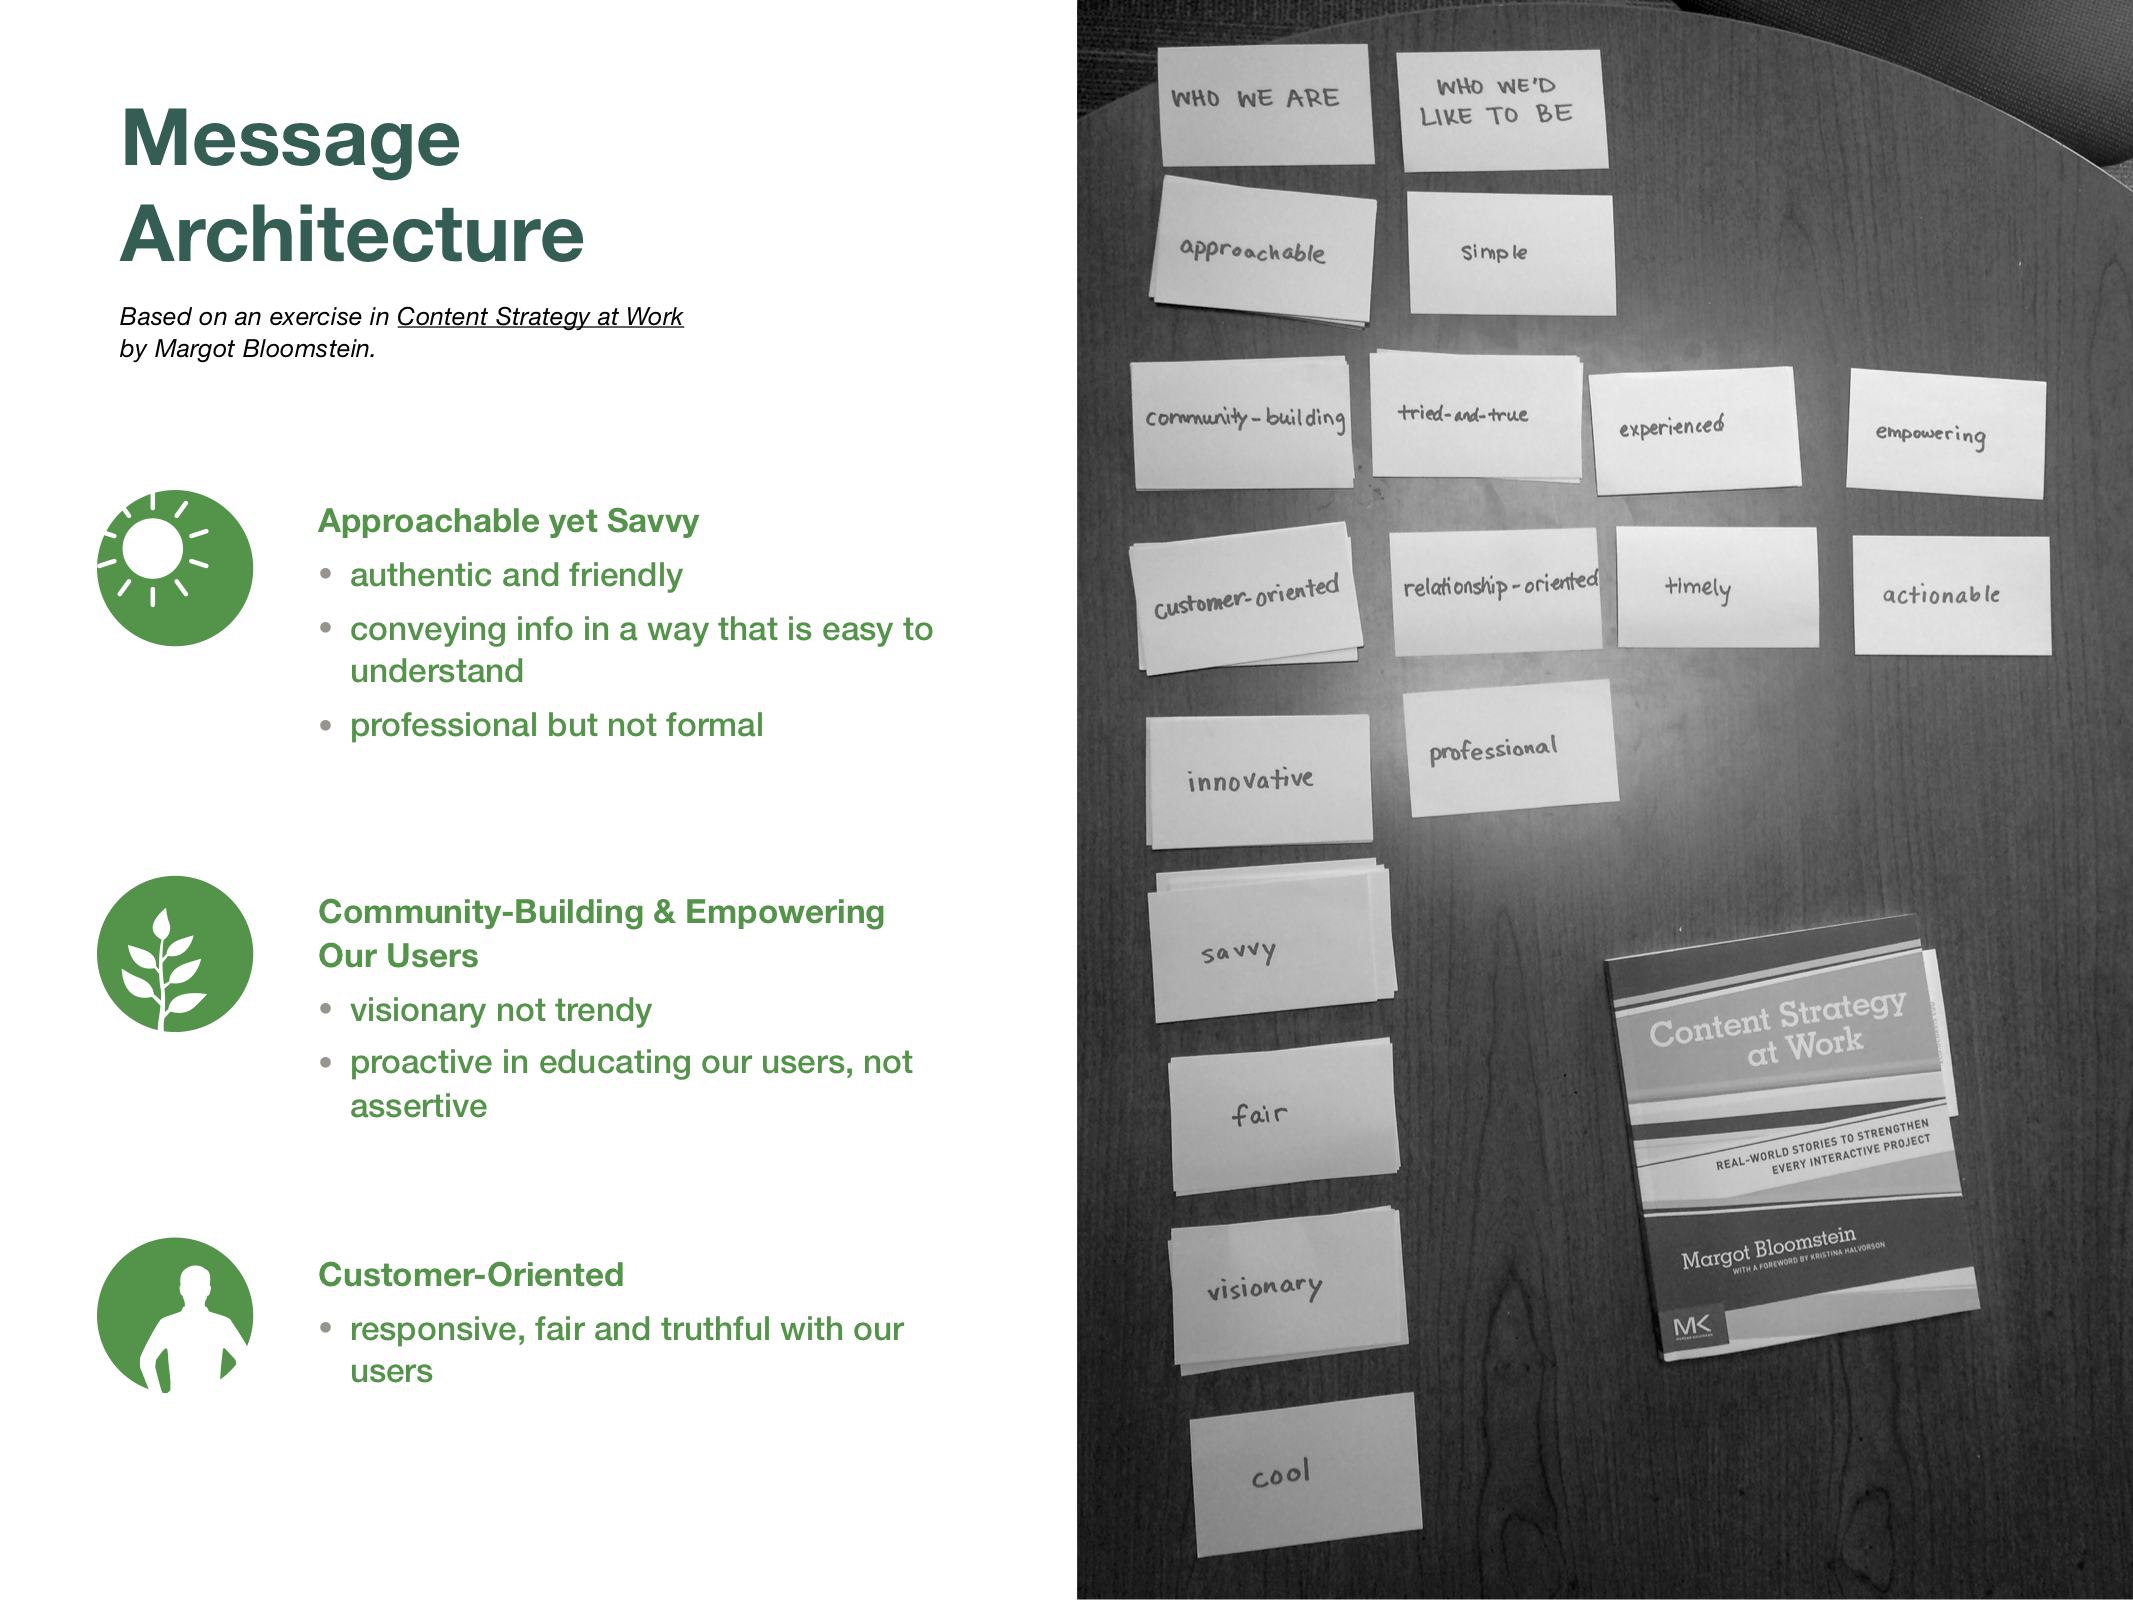 Message
Architecture
Based on an exercise in Content Strategy at Work
by Margot Bloomstein.
Approachable yet Savvy
• authentic and friendly
• conveying info in a way that is easy to
understand
• professional but not formal
Community-Building & Empowering
Our Users
• visionary not trendy
• proactive in educating our users, not
assertive
Customer-Oriented
• responsive, fair and truthful with our
users
WHO WE ARE
WHO WE'D
LIKE TO BE
approachable
simple
community-building
tried-and-true
experienced
empowering
customer-oriented
relationship-oriented
timely
actionable
innovative
professional
savvy
fair
visionary
cool
Content Strategy
at Work
REAL-WORLD STORIES TO STRENGTHEN
EVERY INTERACTIVE PROJECT
Margot Bloomstein
WITH A FOREWORD BY KRISTINA HALVORSON
MK